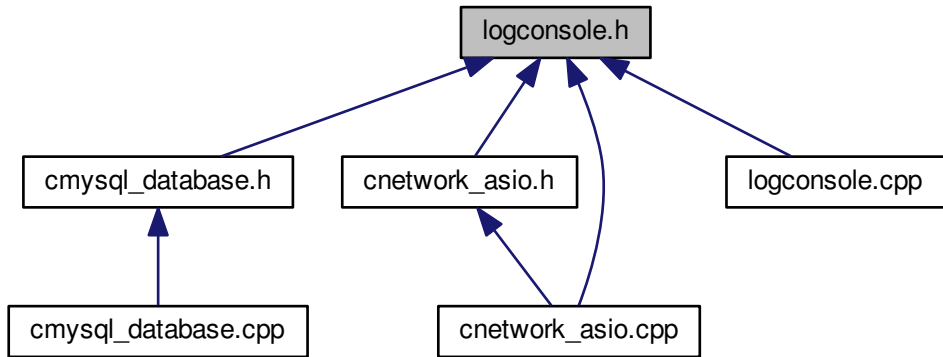 logconsole.h
cmysql_database.h
cnetwork_asio.h
logconsole.cpp
cmysql_database.cpp
cnetwork_asio.cpp